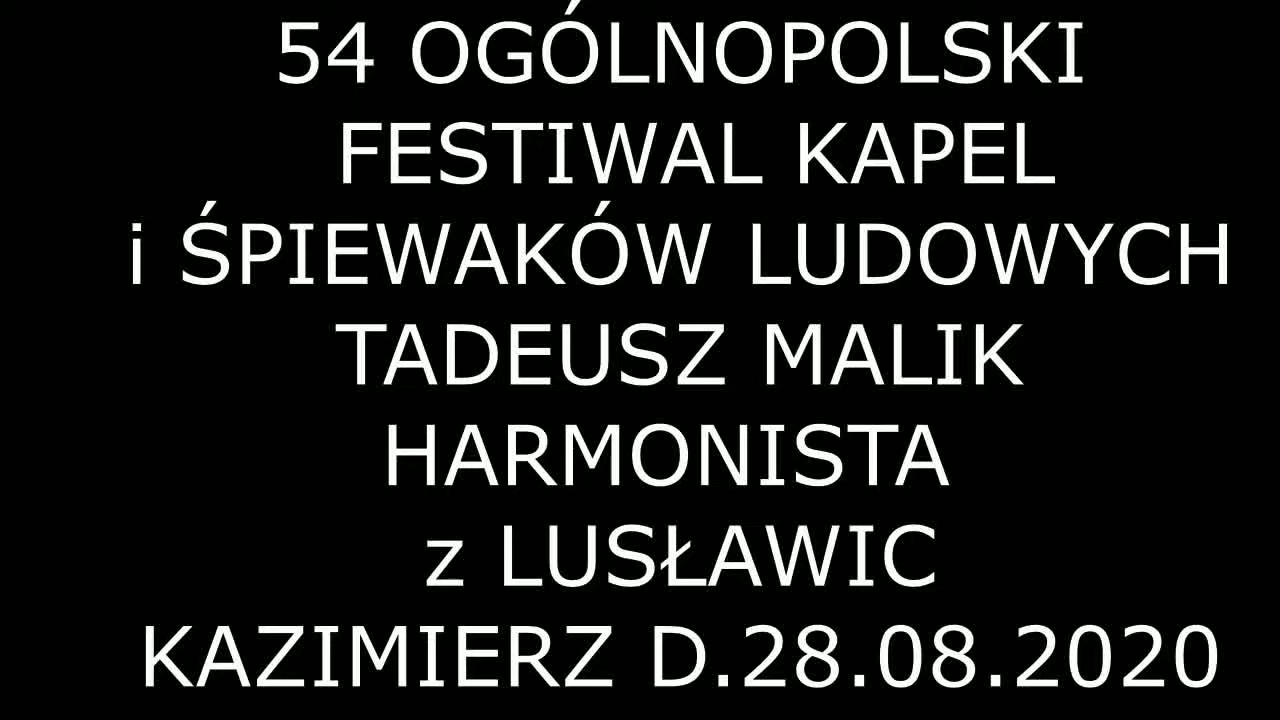 54 OGÓLNOPOLSKI
FESTIWAL KAPEL
i ŚPIEWAKÓW LUDOWYCH
TADEUSZ MALIK
HARMONISTA
z LUSŁAWIC
KAZIMIERZ D.28.08.2020